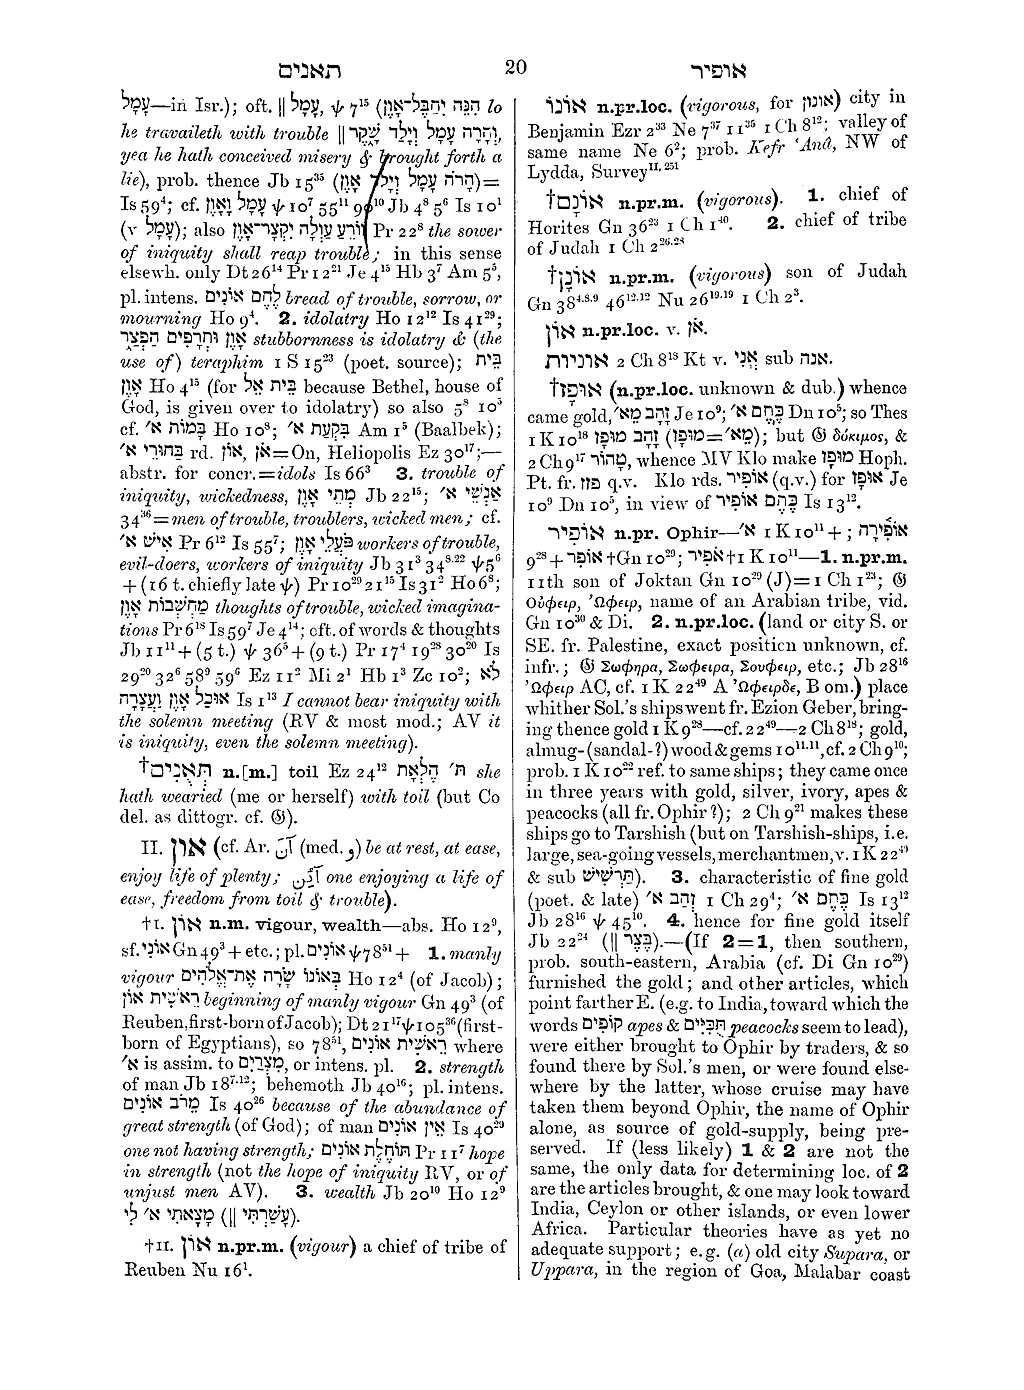 תאנים 20 אופיר
עָמָל—in Isr.); oft. || עָמָל, ψ 7¹⁵ (הִנֵּה יְחַבֶּל־אָוֶן lo
he travaileth with trouble || וְהָרָה עָמָל וְיָלַד שָׁקֶר,
yea he hath conceived misery & brought forth a
lie), prob. thence Jb 15³⁵ (הָרֹה עָמָל וְיָלֹד אָוֶן)=
Is 59⁴; cf. עָמָל וָאָוֶן ψ 10⁷ 55¹¹ 90¹⁰ Jb 4⁸ 5⁶ Is 10¹
(v עָמָל); also זוֹרֵעַ עַוְלָה יִקְצָר־אָוֶן Pr 22⁸ the sower
of iniquity shall reap trouble; in this sense
elsewh. only Dt 26¹⁴ Pr 12²¹ Je 4¹⁵ Hb 3⁷ Am 5⁵,
pl. intens. לֶחֶם אוֹנִים bread of trouble, sorrow, or
mourning Ho 9⁴. 2. idolatry Ho 12¹² Is 41²⁹;
אָוֶן וּתְרָפִים הַפְצַר stubbornness is idolatry & (the
use of) teraphim 1 S 15²³ (poet. source); בֵּית
אָוֶן Ho 4¹⁵ (for בֵּית אֵל because Bethel, house of
God, is given over to idolatry) so also 5⁸ 10⁵
cf. בָּמוֹת א׳ Ho 10⁸; בִּקְעַת א׳ Am 1⁵ (Baalbek);
בַּחוּרֵי א׳ rd. אֹן, אוֹן=On, Heliopolis Ez 30¹⁷;—
abstr. for concr.=idols Is 66³ 3. trouble of
iniquity, wickedness, מְתֵי אָוֶן Jb 22¹⁵; אַנְשֵׁי א׳
34³⁶=men of trouble, troublers, wicked men; cf.
אִישׁ א׳ Pr 6¹² Is 55⁷; פֹּעֲלֵי אָוֶן workers of trouble,
evil-doers, workers of iniquity Jb 31³ 34⁸·²² ψ 5⁶
+(16 t. chiefly late ψ) Pr 10²⁹ 21¹⁵ Is 31² Ho 6⁸;
מַחְשְׁבוֹת אָוֶן thoughts of trouble, wicked imagina-
tions Pr 6¹⁸ Is 59⁷ Je 4¹⁴; oft. of words & thoughts
Jb 11¹¹+(5 t.) ψ 36⁵+(9 t.) Pr 17⁴ 19²⁸ 30²⁰ Is
29²⁰ 32⁶ 58⁹ 59⁶ Ez 11² Mi 2¹ Hb 1³ Zc 10²; לֹא
אוּכַל אָוֶן וַעֲצָרָה Is 1¹³ I cannot bear iniquity with
the solemn meeting (RV & most mod.; AV it
is iniquity, even the solemn meeting).
†תְּאֻנִים n.[m.] toil Ez 24¹² ת׳ הֶלְאָת she
hath wearied (me or herself) with toil (but Co
del. as dittogr. cf. 𝔊).
II. און (cf. Ar. آنَ (med. و) be at rest, at ease,
enjoy life of plenty; آئِن one enjoying a life of
ease, freedom from toil & trouble).
†I. אוֹן n.m. vigour, wealth—abs. Ho 12⁹,
sf. אוֹנִי Gn 49³+etc.; pl. אוֹנִים ψ 78⁵¹+ 1. manly
vigour בְּאוֹנוֹ שָׂרָה אֶת־אֱלֹהִים Ho 12⁴ (of Jacob);
רֵאשִׁית אוֹן beginning of manly vigour Gn 49³ (of
Reuben, first-born of Jacob); Dt 21¹⁷ ψ 105³⁶ (first-
born of Egyptians), so 78⁵¹, רֵאשִׁית אוֹנִים where
א׳ is assim. to מִצְרַיִם, or intens. pl. 2. strength
of man Jb 18⁷·¹²; behemoth Jb 40¹⁶; pl. intens.
מֵרֹב אוֹנִים Is 40²⁶ because of the abundance of
great strength (of God); of man אֵין אוֹנִים Is 40²⁹
one not having strength; תּוֹחֶלֶת אוֹנִים Pr 11⁷ hope
in strength (not the hope of iniquity RV, or of
unjust men AV). 3. wealth Jb 20¹⁰ Ho 12⁹
מָצָאתִי א׳ לִי (|| עָשַׁרְתִּי).
†II. אוֹן n.pr.m. (vigour) a chief of tribe of
Reuben Nu 16¹.
אוֹנוֹ n.pr.loc. (vigorous, for אונון) city in
Benjamin Ezr 2³³ Ne 7³⁷ 11³⁵ 1 Ch 8¹²; valley of
same name Ne 6²; prob. Kefr ‘Anâ, NW of
Lydda, Survey II. 251
†אוֹנָם n.pr.m. (vigorous). 1. chief of
Horites Gn 36²³ 1 Ch 1⁴⁰. 2. chief of tribe
of Judah 1 Ch 2²⁶·²⁸
†אוֹנָן n.pr.m. (vigorous) son of Judah
Gn 38⁴·⁸·⁹ 46¹²·¹² Nu 26¹⁹·¹⁹ 1 Ch 2³.
אוֹן n.pr.loc. v. אֹן.
אוניות 2 Ch 8¹⁸ Kt v. אֳנִי sub אנה.
†אוּפָז (n.pr.loc. unknown & dub.) whence
came gold, זָהָב מֵא׳ Je 10⁹; כֶּתֶם א׳ Dn 10⁵; so Thes
1 K 10¹⁸ זָהָב מוּפָז (מֵא׳=מוּפָז); but 𝔊 δόκιμος, &
2 Ch 9¹⁷ טָהוֹר, whence MV Klo make מוּפָז Hoph.
Pt. fr. פזז q.v. Klo rds. אוֹפִיר (q.v.) for אוּפָז Je
10⁹ Dn 10⁵, in view of כֶּתֶם אוֹפִיר Is 13¹².
אוֹפִיר n.pr. Ophir—א׳ 1 K 10¹¹+; אוֹפִירָה
9²⁸+אוֹפִר †Gn 10²⁹; אֹפִיר †1 K 10¹¹—1. n.pr.m.
11th son of Joktan Gn 10²⁹ (J)=1 Ch 1²³; 𝔊
Οὐφειρ, Ὠφειρ, name of an Arabian tribe, vid.
Gn 10³⁰ & Di. 2. n.pr.loc. (land or city S. or
SE. fr. Palestine, exact position unknown, cf.
infr.; 𝔊 Σωφηρα, Σωφειρα, Σουφειρ, etc.; Jb 28¹⁶
Ὠφειρ AC, cf. 1 K 22⁴⁹ A Ὠφειρδε, B om.) place
whither Sol.'s ships went fr. Ezion Geber, bring-
ing thence gold 1 K 9²⁸—cf. 22⁴⁹—2 Ch 8¹⁸; gold,
almug-(sandal-?) wood & gems 10¹¹·¹¹, cf. 2 Ch 9¹⁰;
prob. 1 K 10²² ref. to same ships; they came once
in three years with gold, silver, ivory, apes &
peacocks (all fr. Ophir?); 2 Ch 9²¹ makes these
ships go to Tarshish (but on Tarshish-ships, i.e.
large, sea-going vessels, merchantmen, v. 1 K 22⁴⁹
& sub תַּרְשִׁישׁ). 3. characteristic of fine gold
(poet. & late) זְהַב א׳ 1 Ch 29⁴; כֶּתֶם א׳ Is 13¹²
Jb 28¹⁶ ψ 45¹⁰. 4. hence for fine gold itself
Jb 22²⁴ (|| בֶּצֶר).—(If 2=1, then southern,
prob. south-eastern, Arabia (cf. Di Gn 10²⁹)
furnished the gold; and other articles, which
point farther E. (e.g. to India, toward which the
words קוֹפִים apes & תֻּכִּיִּים peacocks seem to lead),
were either brought to Ophir by traders, & so
found there by Sol.'s men, or were found else-
where by the latter, whose cruise may have
taken them beyond Ophir, the name of Ophir
alone, as source of gold-supply, being pre-
served. If (less likely) 1 & 2 are not the
same, the only data for determining loc. of 2
are the articles brought, & one may look toward
India, Ceylon or other islands, or even lower
Africa. Particular theories have as yet no
adequate support; e.g. (a) old city Supara, or
Uppara, in the region of Goa, Malabar coast